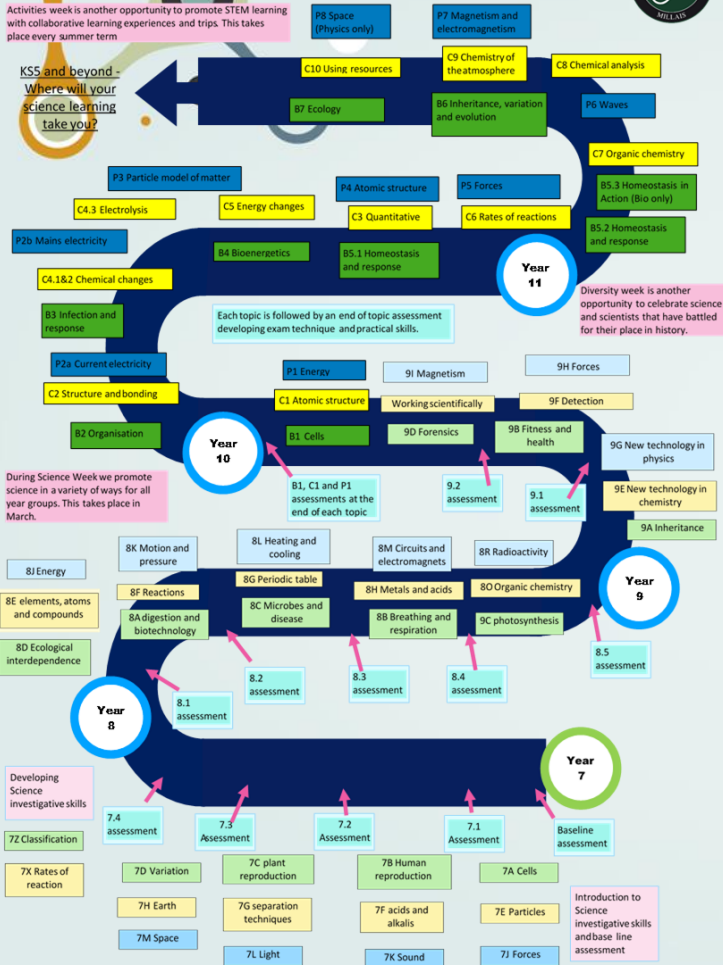 Activities week is another opportunity to promote STEM learning
with collaborative learning experiences and trips. This takes
place every summer term
P8 Space
(Physics only)
P7 Magnetism and
electromagnetism
MILLAIS
KS5 and beyond -
Where will your
science learning
take you?
C10 Using resources
C9 Chemistry of
theatmosphere
C8 Chemical analysis
B7 Ecology
B6 Inheritance, variation
and evolution
P6 Waves
C7 Organic chemistry
P3 Particle model of matter
P4 Atomic structure
P5 Forces
B5.3 Homeostasis in
Action (Bio only)
C4.3 Electrolysis
C5 Energy changes
C3 Quantitative
C6 Rates of reactions
B5.2 Homeostasis
and response
P2b Mains electricity
B4 Bioenergetics
B5.1 Homeostasis
and response
Year
11
C4.1&2 Chemical changes
Diversity week is another
opportunity to celebrate science
and scientists that have battled
for their place in history.
B3 Infection and
response
Each topic is followed by an end of topic assessment
developing exam technique and practical skills.
P2a Current electricity
P1 Energy
9I Magnetism
9H Forces
C2 Structure and bonding
C1 Atomic structure
Working scientifically
9F Detection
B2 Organisation
Year
10
B1 Cells
9D Forensics
9B Fitness and
health
9G New technology in
physics
During Science Week we promote
science in a variety of ways for all
year groups. This takes place in
March.
B1, C1 and P1
assessments at the
end of each topic
9.2
assessment
9.1
assessment
9E New technology in
chemistry
9A Inheritance
8J Energy
8K Motion and
pressure
8L Heating and
cooling
8M Circuits and
electromagnets
8R Radioactivity
8E elements, atoms
and compounds
8F Reactions
8G Periodic table
8H Metals and acids
8O Organic chemistry
Year
9
8D Ecological
interdependence
8A digestion and
biotechnology
8C Microbes and
disease
8B Breathing and
respiration
9C photosynthesis
8.1
assessment
8.2
assessment
8.3
assessment
8.4
assessment
8.5
assessment
Year
8
Year
7
Developing
Science
investigative skills
7.4
assessment
7.3
Assessment
7.2
Assessment
7.1
Assessment
Baseline
assessment
7Z Classification
7X Rates of
reaction
7D Variation
7C plant
reproduction
7B Human
reproduction
7A Cells
7H Earth
7G separation
techniques
7F acids and
alkalis
7E Particles
Introduction to
Science
investigative skills
and base line
assessment
7M Space
7L Light
7K Sound
7J Forces